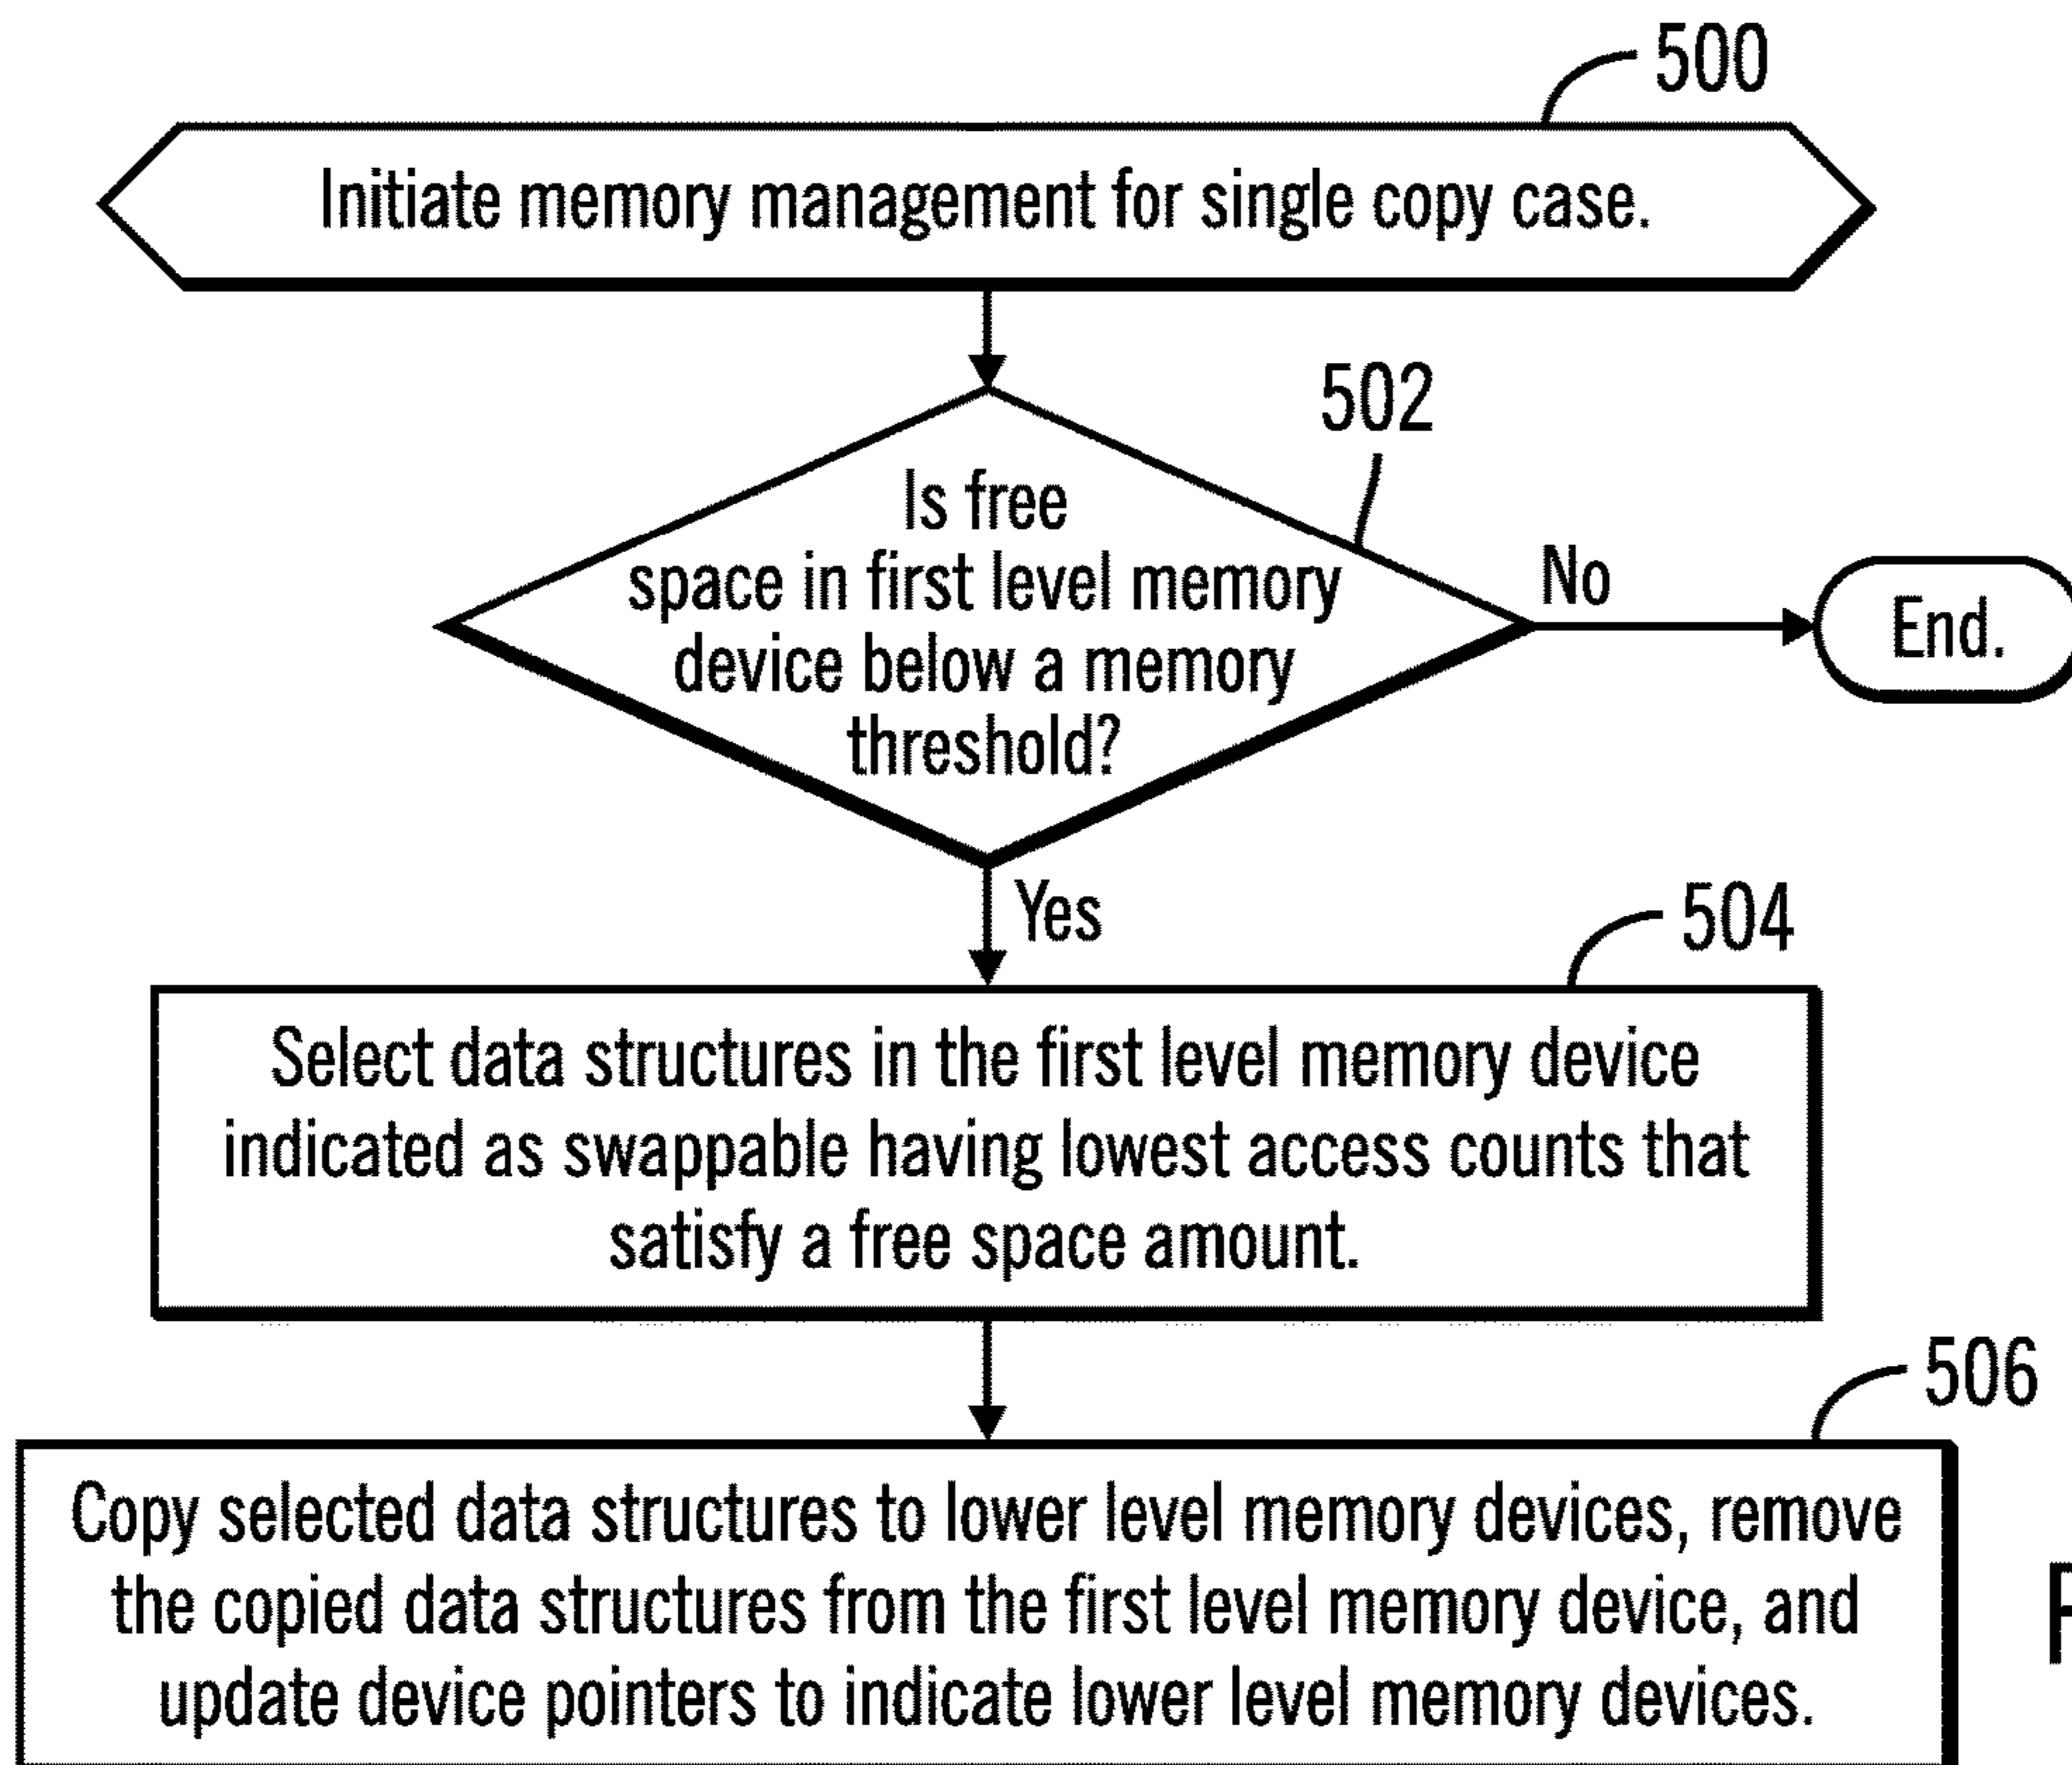 500
Initiate memory management for single copy case.
502
Is free
space in first level memory
device below a memory
threshold?
No
End.
Yes
504
Select data structures in the first level memory device
indicated as swappable having lowest access counts that
satisfy a free space amount.
506
Copy selected data structures to lower level memory devices, remove
the copied data structures from the first level memory device, and
update device pointers to indicate lower level memory devices.